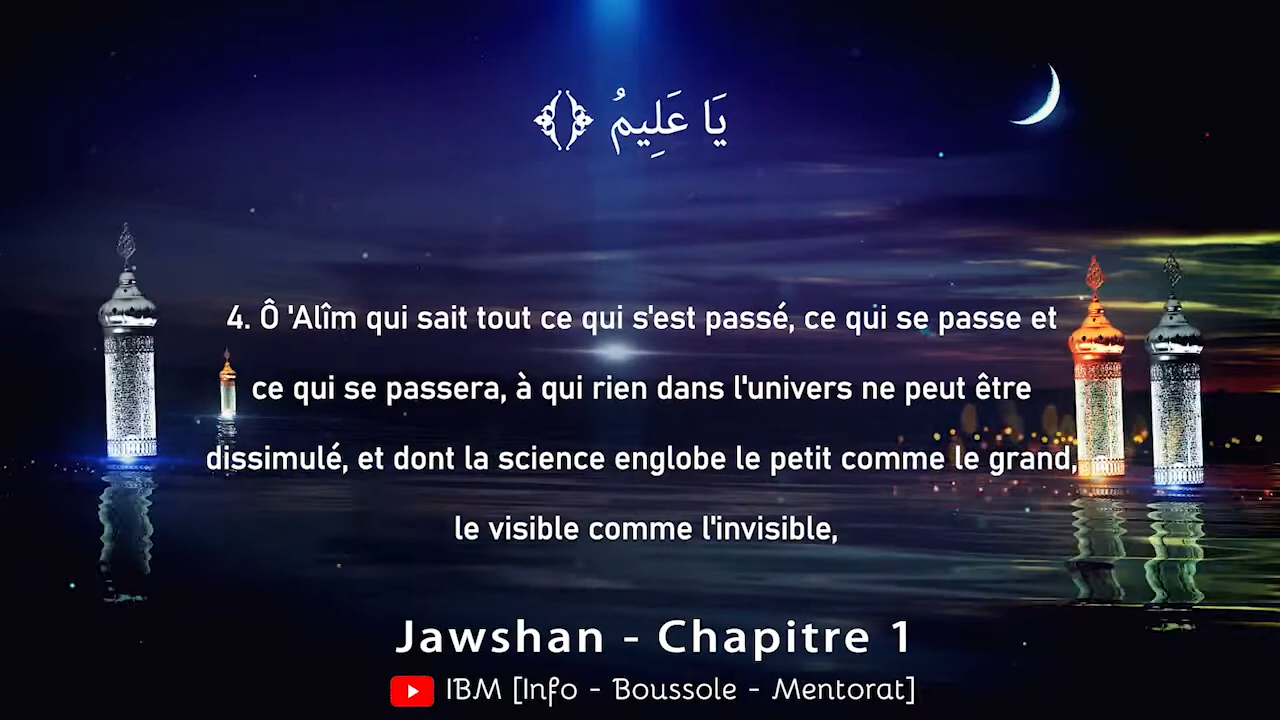 يَا عَلِيمُ ﴿﴾
4. Ô 'Alîm qui sait tout ce qui s'est passé, ce qui se passe et
ce qui se passera, à qui rien dans l'univers ne peut être
dissimulé, et dont la science englobe le petit comme le grand,
le visible comme l'invisible,
Jawshan - Chapitre 1
IBM [Info - Boussole - Mentorat]